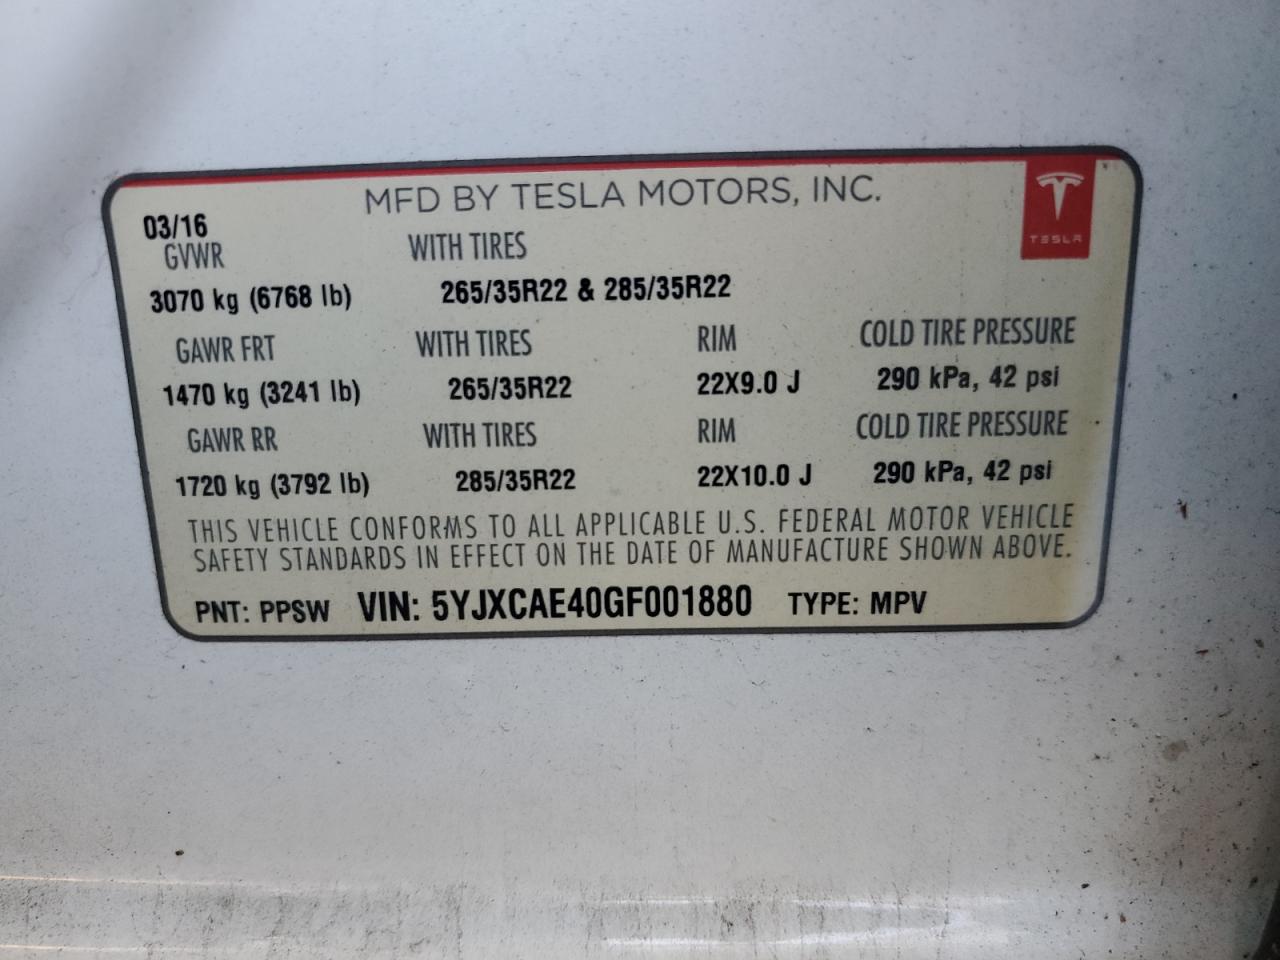 MFD BY TESLA MOTORS, INC.
TESLA
03/16
GVWR WITH TIRES
3070 kg (6768 lb) 265/35R22 & 285/35R22
GAWR FRT WITH TIRES RIM COLD TIRE PRESSURE
1470 kg (3241 lb) 265/35R22 22X9.0 J 290 kPa, 42 psi
GAWR RR WITH TIRES RIM COLD TIRE PRESSURE
1720 kg (3792 lb) 285/35R22 22X10.0 J 290 kPa, 42 psi
THIS VEHICLE CONFORMS TO ALL APPLICABLE U.S. FEDERAL MOTOR VEHICLE
SAFETY STANDARDS IN EFFECT ON THE DATE OF MANUFACTURE SHOWN ABOVE.
PNT: PPSW VIN: 5YJXCAE40GF001880 TYPE: MPV